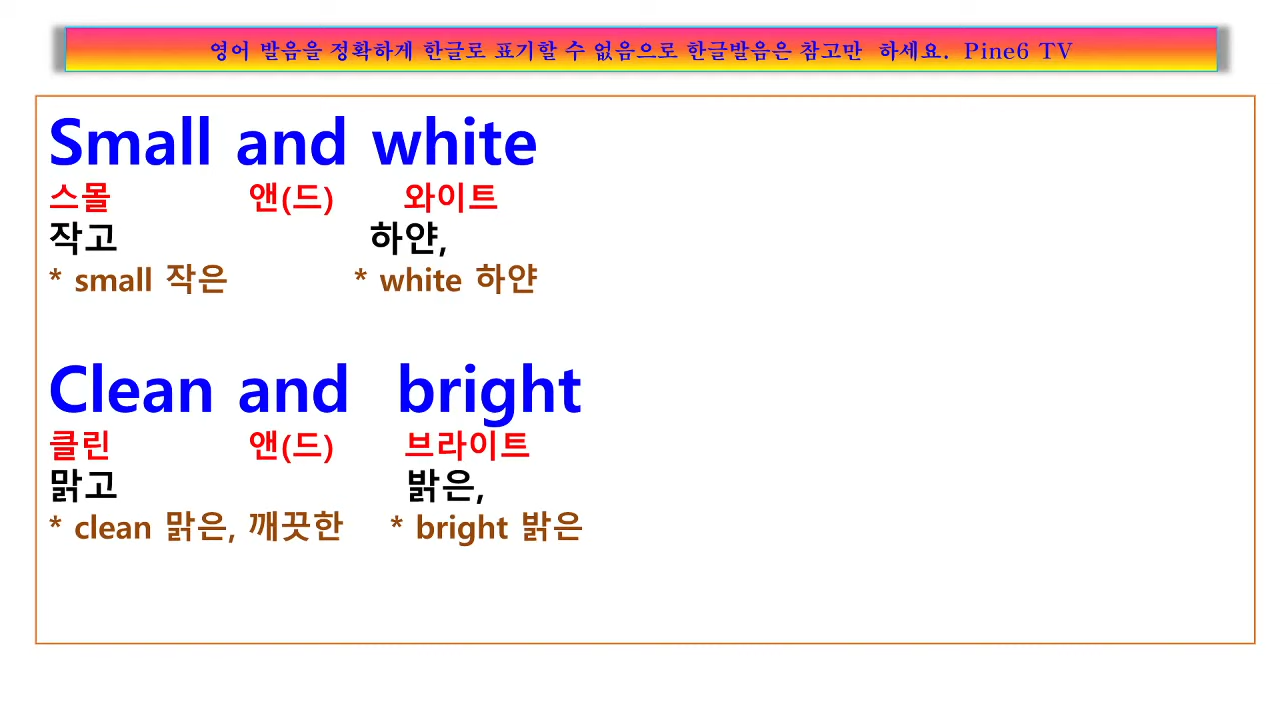 영어 발음을 정확하게 한글로 표기할 수 없음으로 한글발음은 참고만 하세요. Pine6 TV
Small and white
스몰 앤(드) 와이트
작고 하얀,
* small 작은 * white 하얀
Clean and bright
클린 앤(드) 브라이트
맑고 밝은,
* clean 맑은, 깨끗한 * bright 밝은